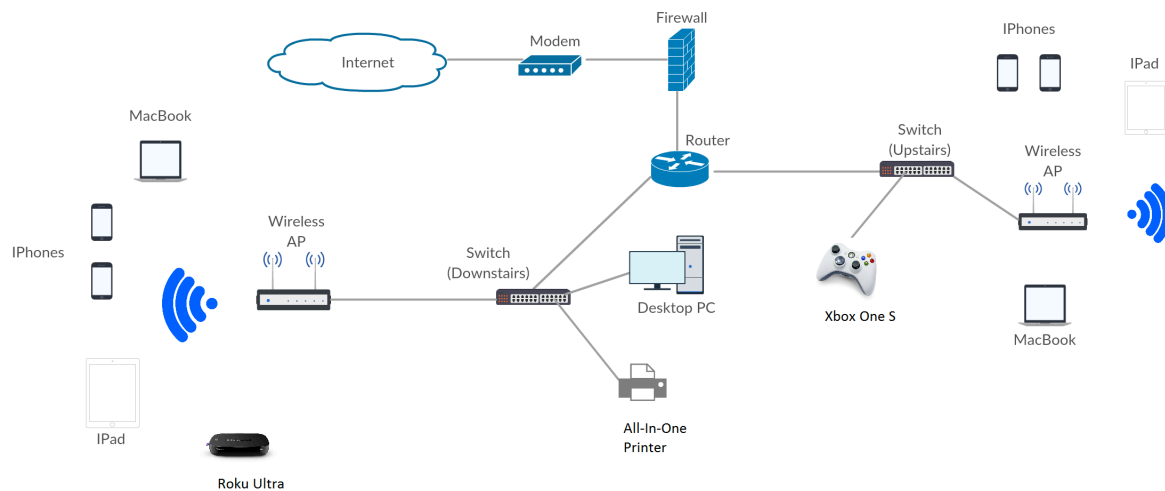 Firewall
Modem
Internet
IPhones
IPad
MacBook
Router
Switch
(Upstairs)
Wireless
AP
Wireless
AP
IPhones
Switch
(Downstairs)
Desktop PC
Xbox One S
MacBook
IPad
All-In-One
Printer
Roku Ultra